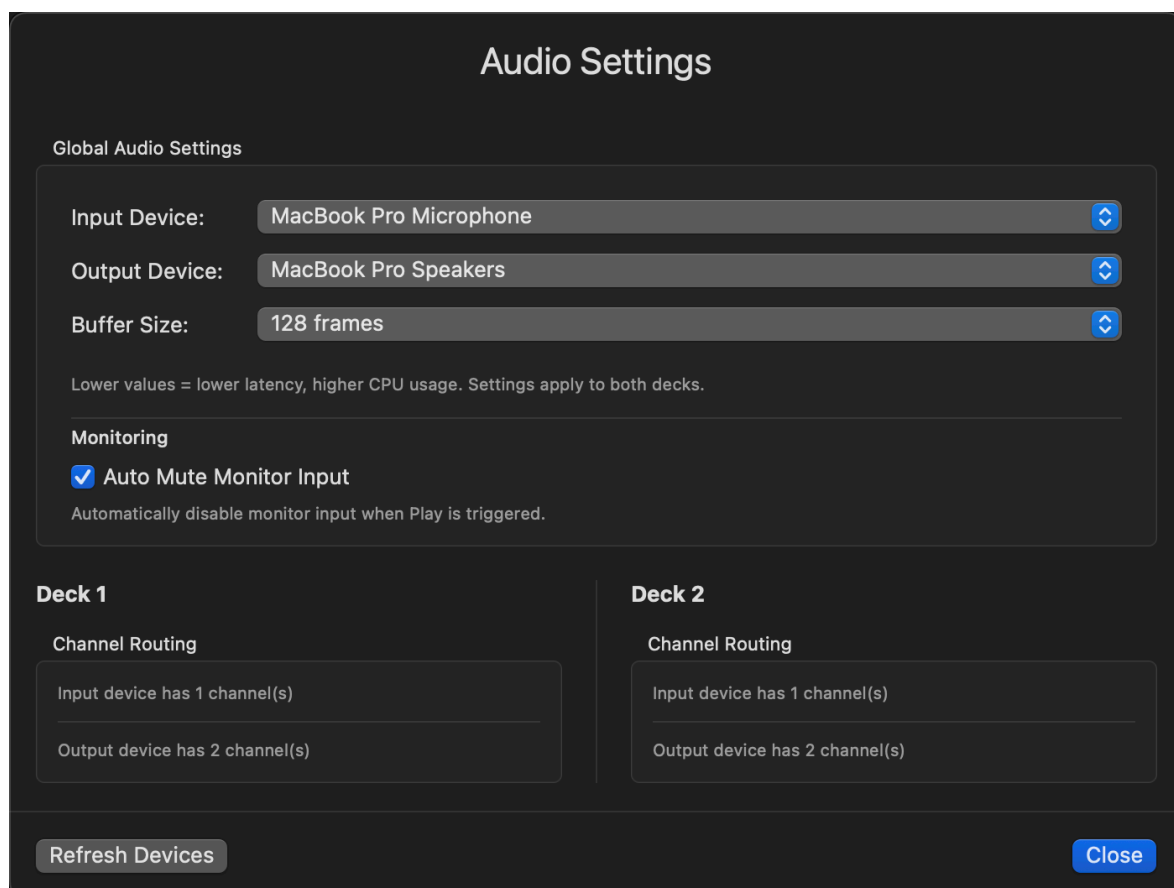 Audio Settings
Global Audio Settings
Input Device: MacBook Pro Microphone
Output Device: MacBook Pro Speakers
Buffer Size: 128 frames
Lower values = lower latency, higher CPU usage. Settings apply to both decks.
Monitoring
Auto Mute Monitor Input
Automatically disable monitor input when Play is triggered.
Deck 1
Channel Routing
Input device has 1 channel(s)
Output device has 2 channel(s)
Deck 2
Channel Routing
Input device has 1 channel(s)
Output device has 2 channel(s)
Refresh Devices
Close